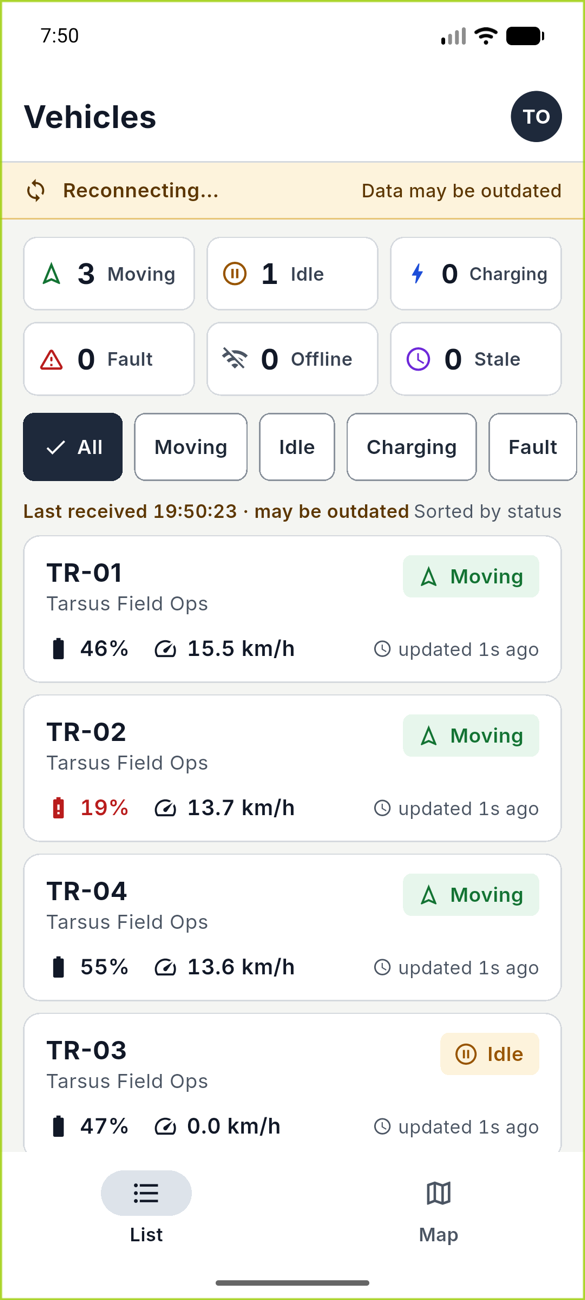 7:50
Vehicles
TO
Reconnecting... Data may be outdated
3 Moving
1 Idle
0 Charging
0 Fault
0 Offline
0 Stale
All
Moving
Idle
Charging
Fault
Last received 19:50:23 · may be outdated Sorted by status
TR-01
Moving
Tarsus Field Ops
46% 15.5 km/h updated 1s ago
TR-02
Moving
Tarsus Field Ops
19% 13.7 km/h updated 1s ago
TR-04
Moving
Tarsus Field Ops
55% 13.6 km/h updated 1s ago
TR-03
Idle
Tarsus Field Ops
47% 0.0 km/h updated 1s ago
List
Map